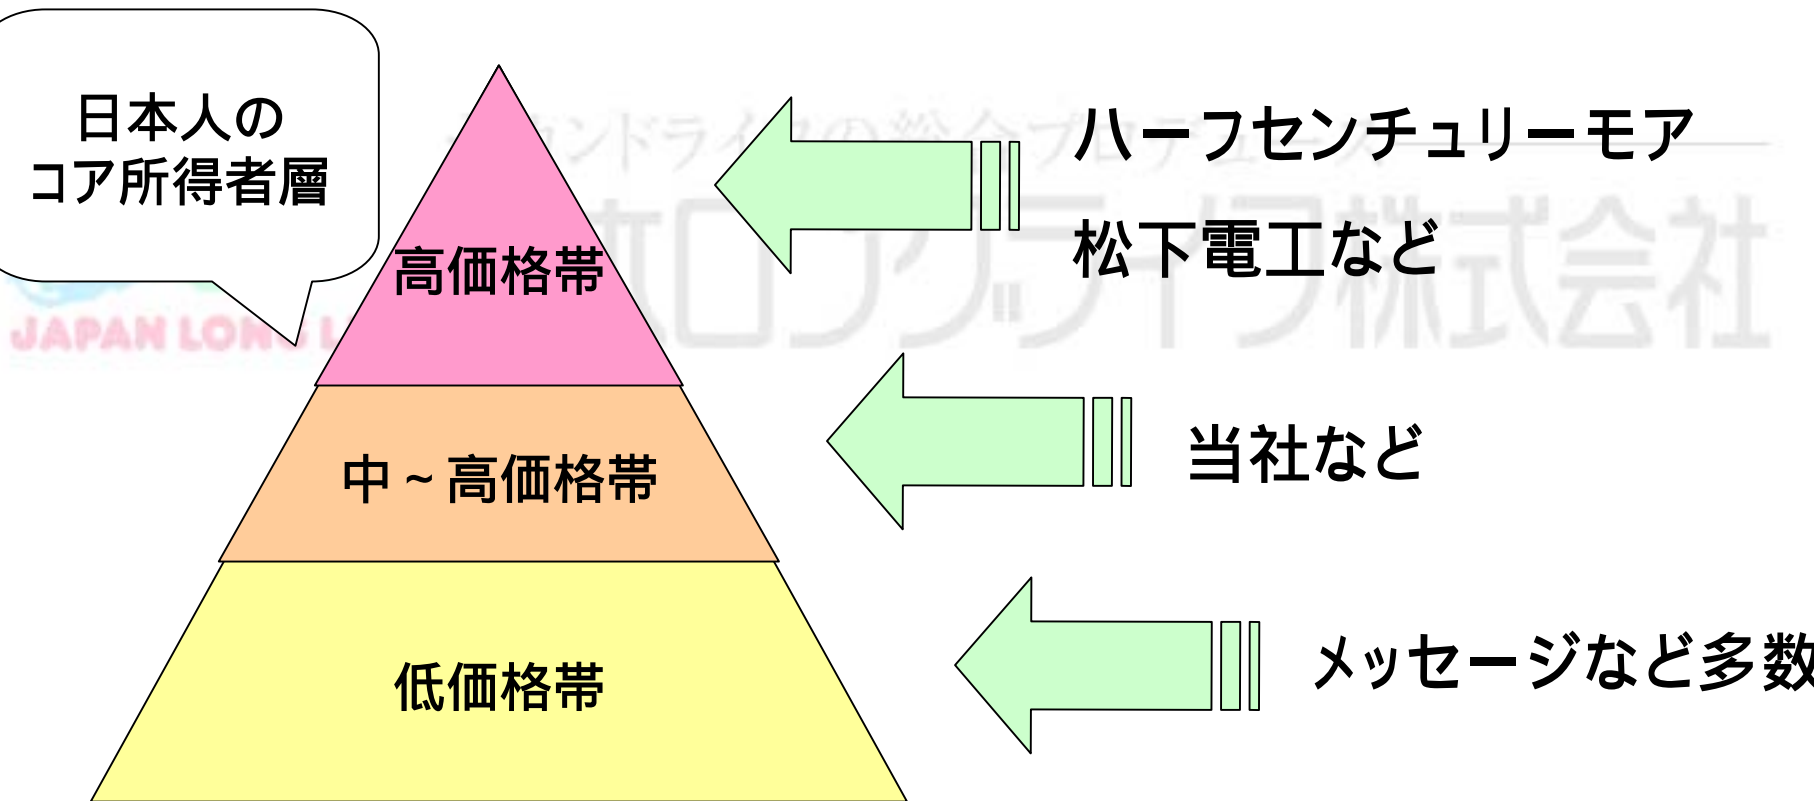 日本人の
コア所得者層
高価格帯
ハーフセンチュリーモア
松下電工など
JAPAN LONG L
中～高価格帯
当社など
低価格帯
メッセージなど多数